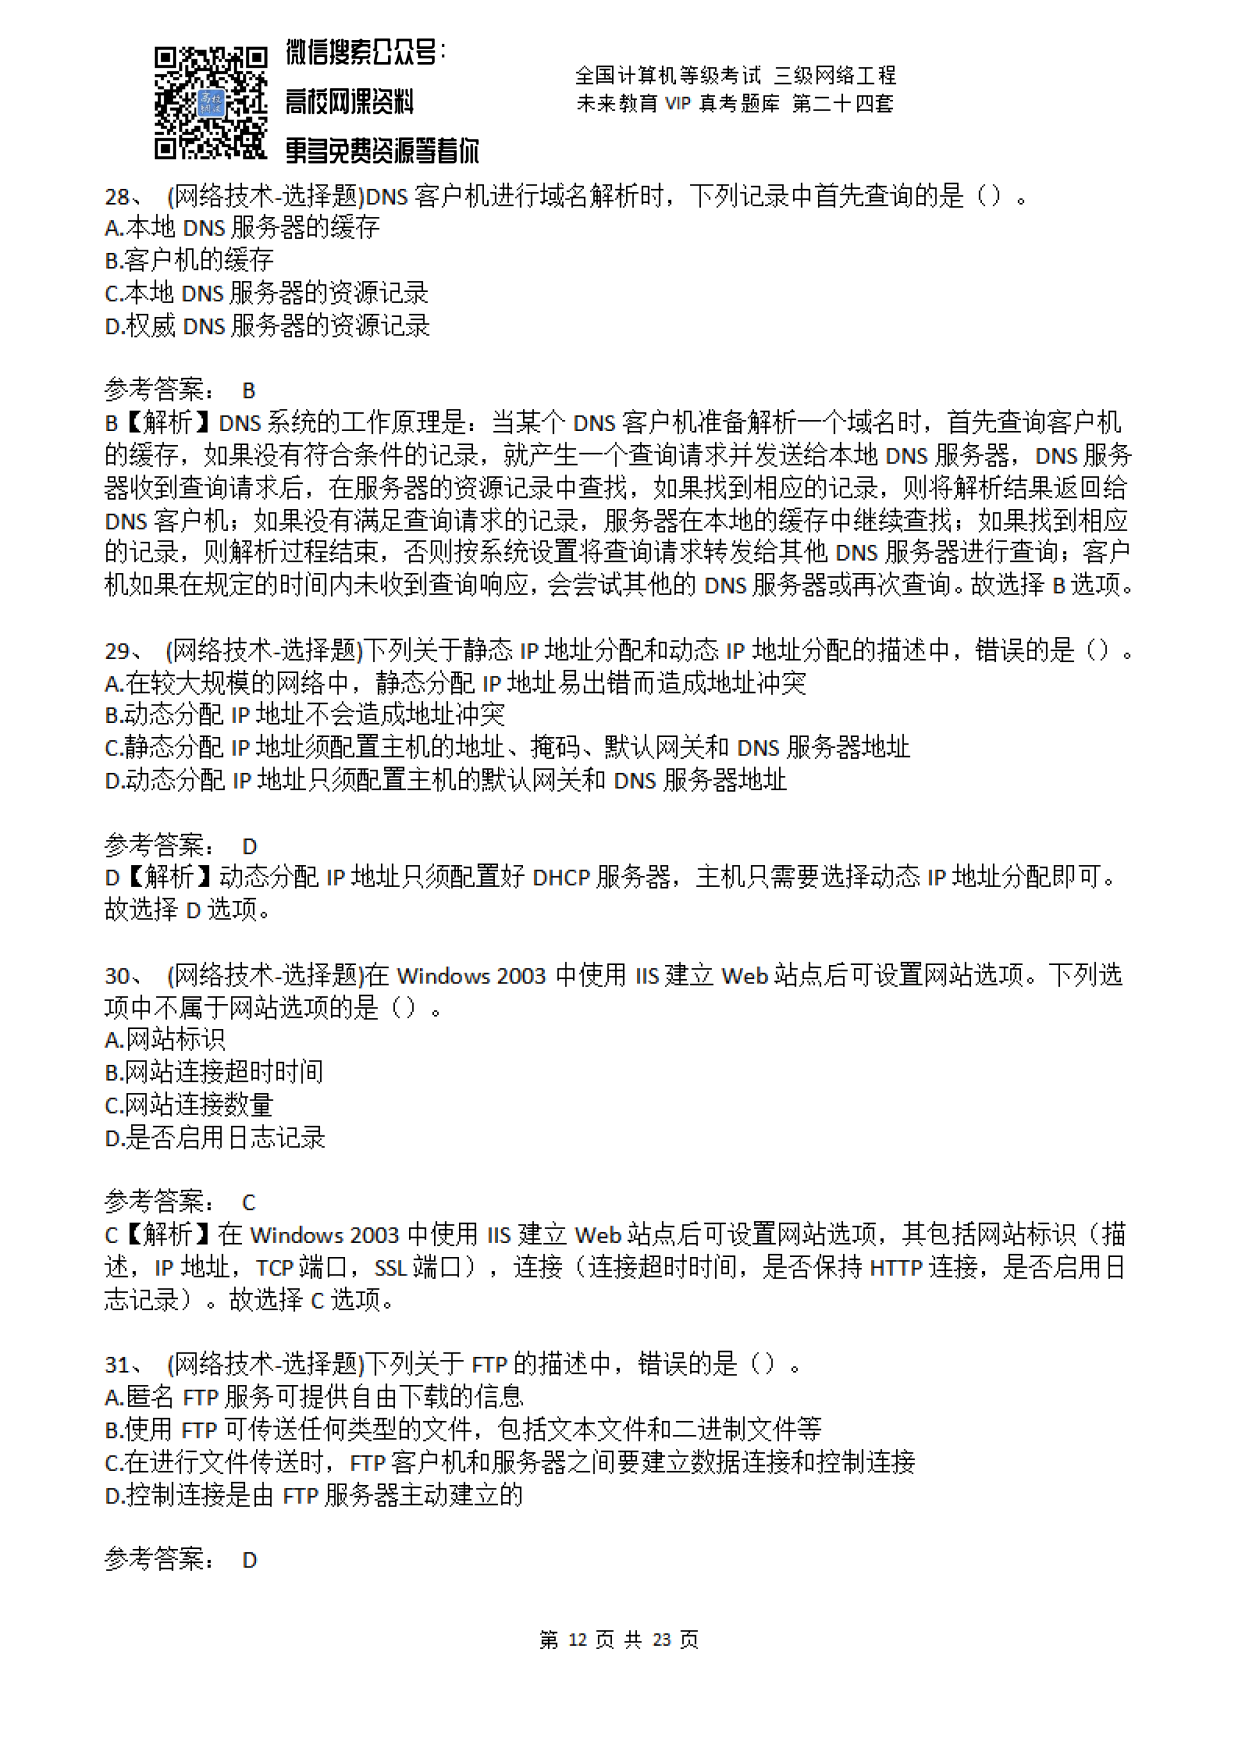 微信搜索公众号：
高校网课资料
更多免费资源等着你
全国计算机等级考试 三级网络工程
未来教育 VIP 真考题库 第二十四套
28、 (网络技术-选择题)DNS 客户机进行域名解析时，下列记录中首先查询的是（）。
A.本地 DNS 服务器的缓存
B.客户机的缓存
C.本地 DNS 服务器的资源记录
D.权威 DNS 服务器的资源记录
参考答案： B
B【解析】DNS 系统的工作原理是：当某个 DNS 客户机准备解析一个域名时，首先查询客户机
的缓存，如果没有符合条件的记录，就产生一个查询请求并发送给本地 DNS 服务器，DNS 服务
器收到查询请求后，在服务器的资源记录中查找，如果找到相应的记录，则将解析结果返回给
DNS 客户机；如果没有满足查询请求的记录，服务器在本地的缓存中继续查找；如果找到相应
的记录，则解析过程结束，否则按系统设置将查询请求转发给其他 DNS 服务器进行查询；客户
机如果在规定的时间内未收到查询响应，会尝试其他的 DNS 服务器或再次查询。故选择 B 选项。
29、 (网络技术-选择题)下列关于静态 IP 地址分配和动态 IP 地址分配的描述中，错误的是（）。
A.在较大规模的网络中，静态分配 IP 地址易出错而造成地址冲突
B.动态分配 IP 地址不会造成地址冲突
C.静态分配 IP 地址须配置主机的地址、掩码、默认网关和 DNS 服务器地址
D.动态分配 IP 地址只须配置主机的默认网关和 DNS 服务器地址
参考答案： D
D【解析】动态分配 IP 地址只须配置好 DHCP 服务器，主机只需要选择动态 IP 地址分配即可。
故选择 D 选项。
30、 (网络技术-选择题)在 Windows 2003 中使用 IIS 建立 Web 站点后可设置网站选项。下列选
项中不属于网站选项的是（）。
A.网站标识
B.网站连接超时时间
C.网站连接数量
D.是否启用日志记录
参考答案： C
C【解析】在 Windows 2003 中使用 IIS 建立 Web 站点后可设置网站选项，其包括网站标识（描
述，IP 地址，TCP 端口，SSL 端口），连接（连接超时时间，是否保持 HTTP 连接，是否启用日
志记录）。故选择 C 选项。
31、 (网络技术-选择题)下列关于 FTP 的描述中，错误的是（）。
A.匿名 FTP 服务可提供自由下载的信息
B.使用 FTP 可传送任何类型的文件，包括文本文件和二进制文件等
C.在进行文件传送时，FTP 客户机和服务器之间要建立数据连接和控制连接
D.控制连接是由 FTP 服务器主动建立的
参考答案： D
第 12 页 共 23 页